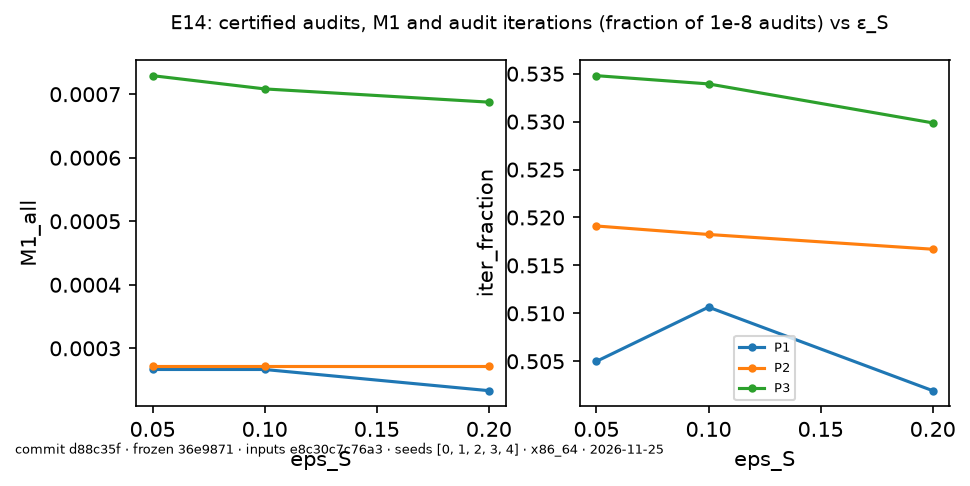 E14: certified audits, M1 and audit iterations (fraction of 1e-8 audits) vs ε_S
M1_all
0.0007
0.0006
0.0005
0.0004
0.0003
0.05 0.10 0.15 0.20
eps_S
iter_fraction
0.535
0.530
0.525
0.520
0.515
0.510
0.505
P1
P2
P3
0.05 0.10 0.15 0.20
eps_S
commit d88c35f · frozen 36e9871 · inputs e8c30c7c76a3 · seeds [0, 1, 2, 3, 4] · x86_64 · 2026-11-25